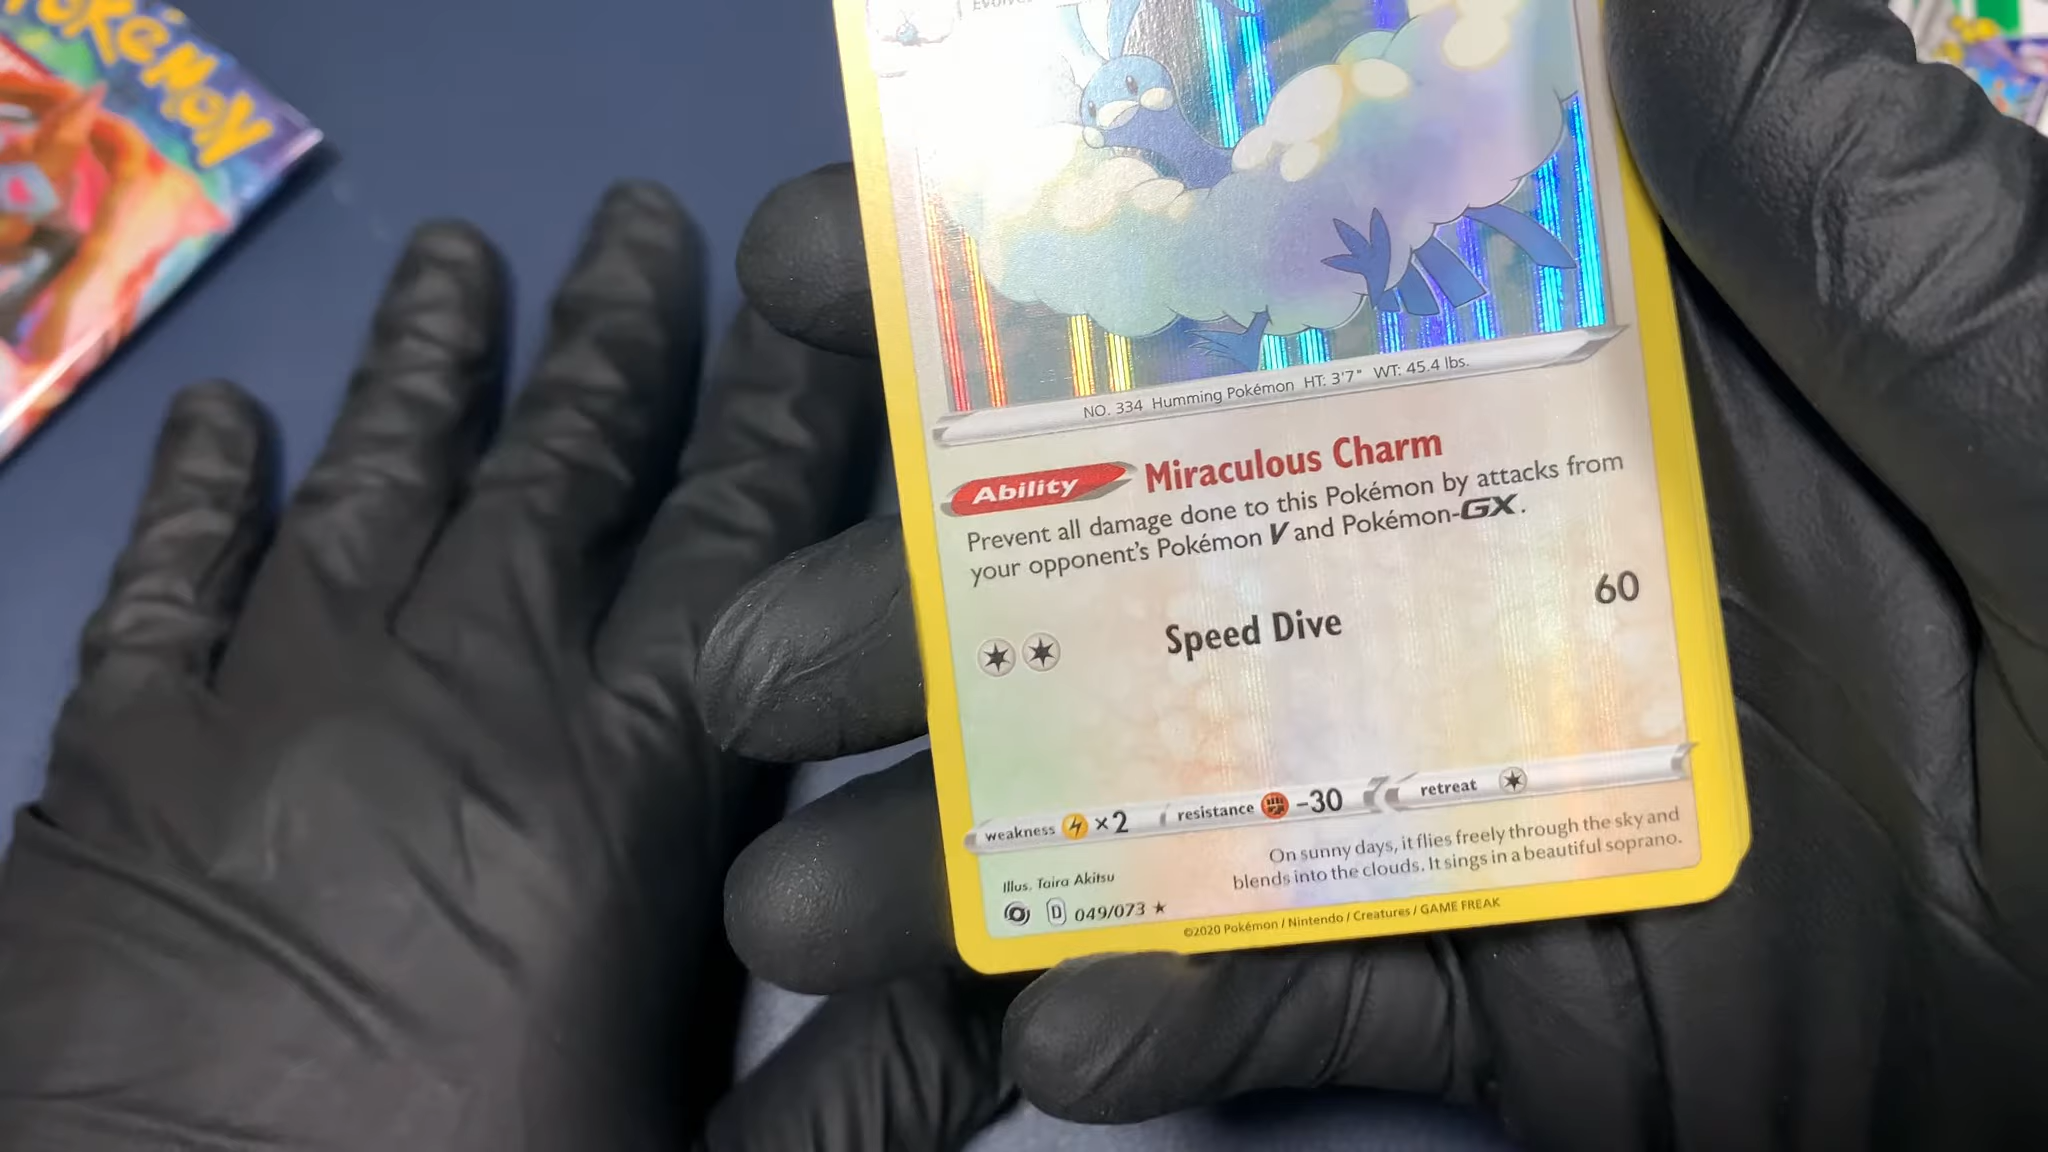 POKéMON
Evolves
NO. 334 Humming Pokémon HT: 3'7" WT: 45.4 lbs.
Ability Miraculous Charm
Prevent all damage done to this Pokémon by attacks from
your opponent's Pokémon V and Pokémon-GX.
Speed Dive 60
weakness ×2 resistance -30 retreat
On sunny days, it flies freely through the sky and
blends into the clouds. It sings in a beautiful soprano.
Illus. Taira Akitsu
D 049/073 ★
©2020 Pokémon / Nintendo / Creatures / GAME FREAK